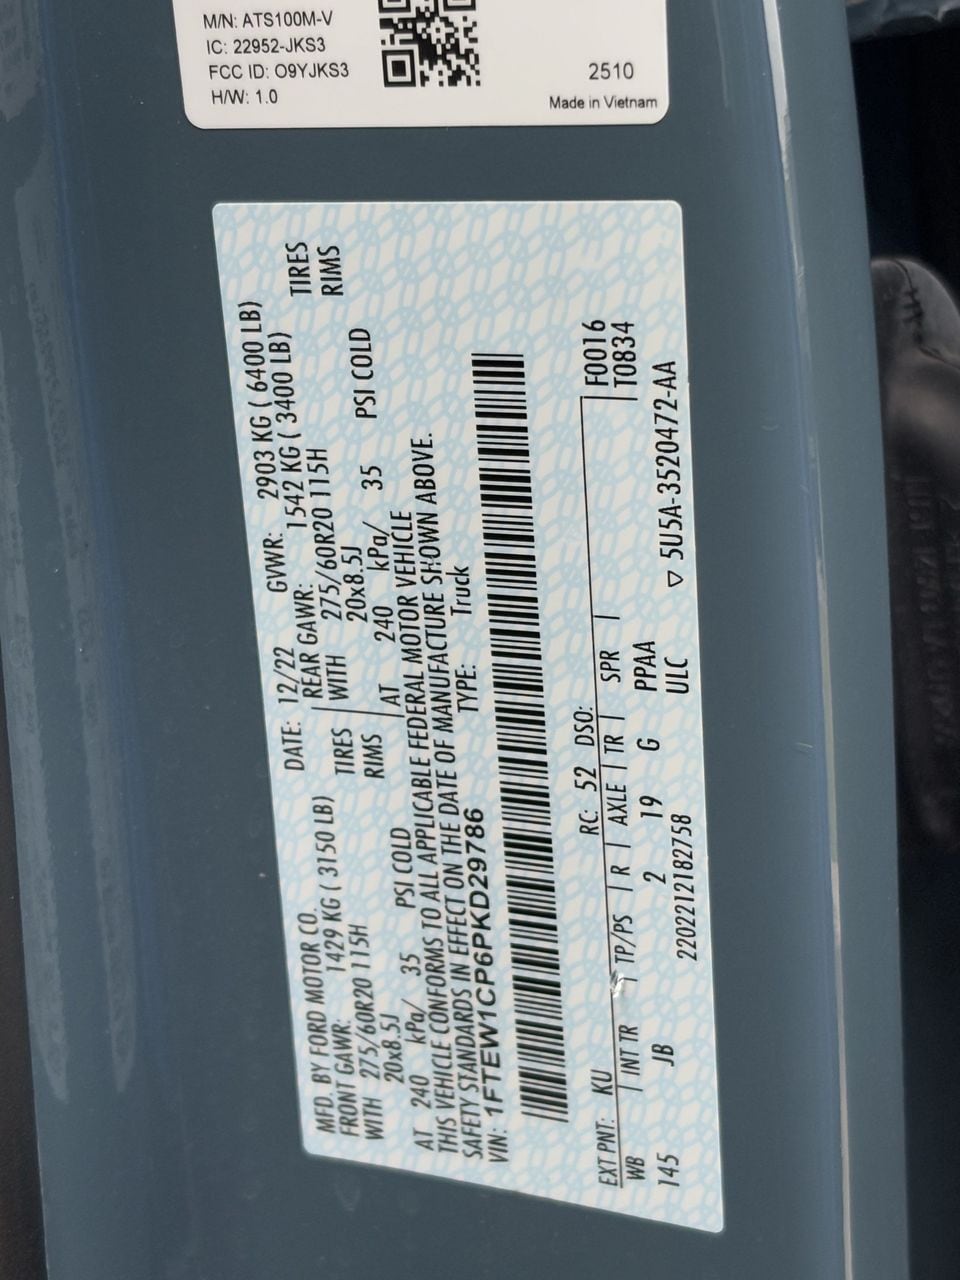 M/N: ATS100M-V
IC: 22952-JKS3
FCC ID: O9YJKS3
H/W: 1.0
2510
Made in Vietnam
MFD. BY FORD MOTOR CO. DATE: 12/22 GVWR: 2903 KG ( 6400 LB)
FRONT GAWR: 1429 KG ( 3150 LB) REAR GAWR: 1542 KG ( 3400 LB)
WITH 275/60R20 115H TIRES WITH 275/60R20 115H TIRES
20x8.5J RIMS 20x8.5J RIMS
AT 240 kPa/ 35 PSI COLD AT 240 kPa/ 35 PSI COLD
THIS VEHICLE CONFORMS TO ALL APPLICABLE FEDERAL MOTOR VEHICLE
SAFETY STANDARDS IN EFFECT ON THE DATE OF MANUFACTURE SHOWN ABOVE.
VIN: 1FTEW1CP6PKD29786 TYPE: Truck
EXT PNT: KU RC: 52 DSO: F0016
WB INT TR TP/PS R AXLE TR SPR T0834
145 JB 2 19 G PPAA
2202212182758 ULC ▽ 5U5A-3520472-AA